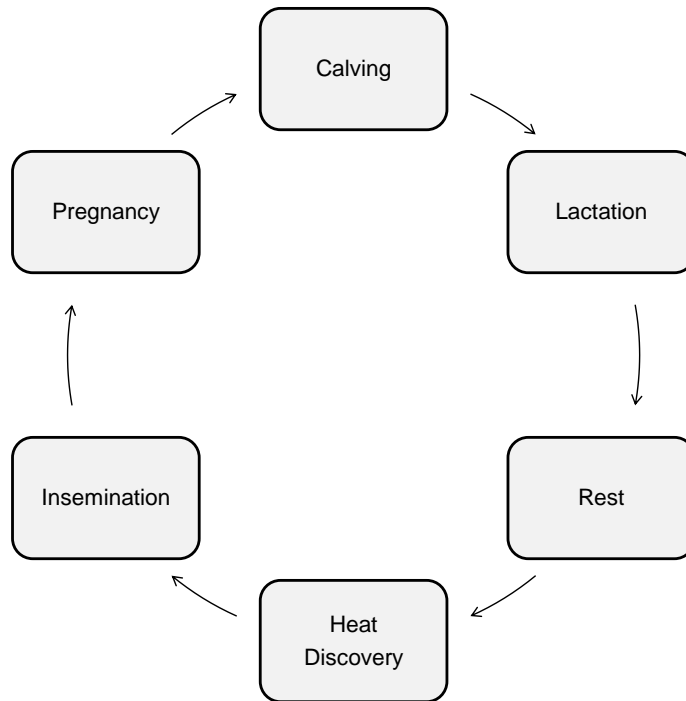 Calving
Lactation
Rest
Heat
Discovery
Insemination
Pregnancy